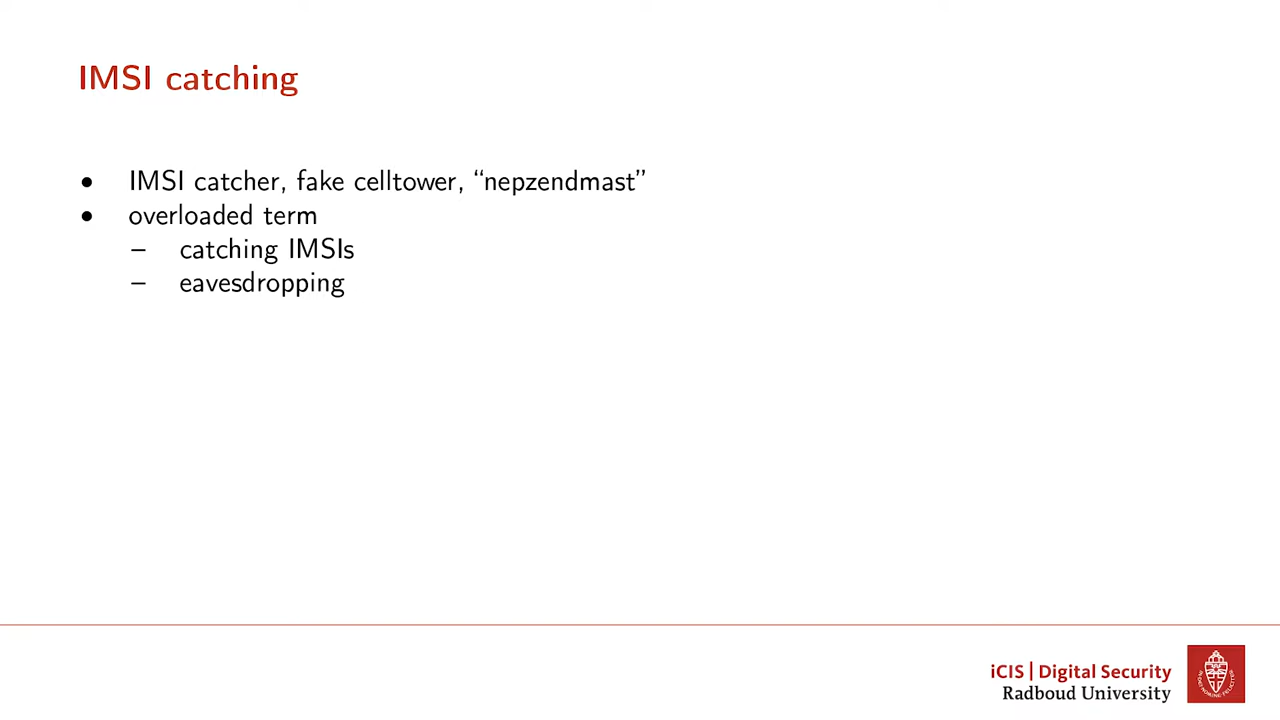 IMSI catching
• IMSI catcher, fake celltower, “nepzendmast”
• overloaded term
– catching IMSIs
– eavesdropping
iCIS | Digital Security
Radboud University